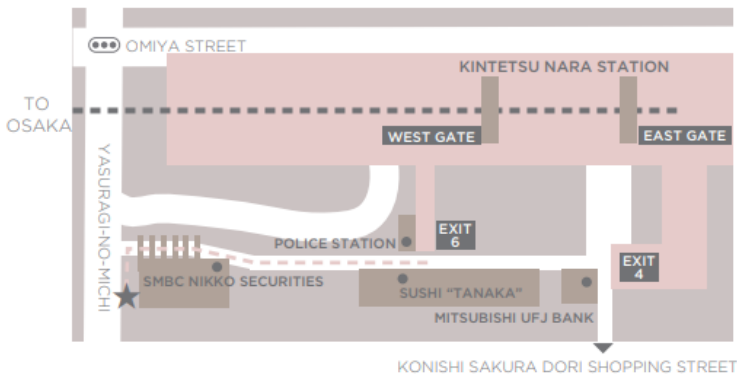 OMIYA STREET
KINTETSU NARA STATION
TO
OSAKA
WEST GATE
EAST GATE
YASURAGI-NO-MICHI
POLICE STATION
EXIT
6
EXIT
4
SMBC NIKKO SECURITIES
SUSHI “TANAKA”
MITSUBISHI UFJ BANK
KONISHI SAKURA DORI SHOPPING STREET